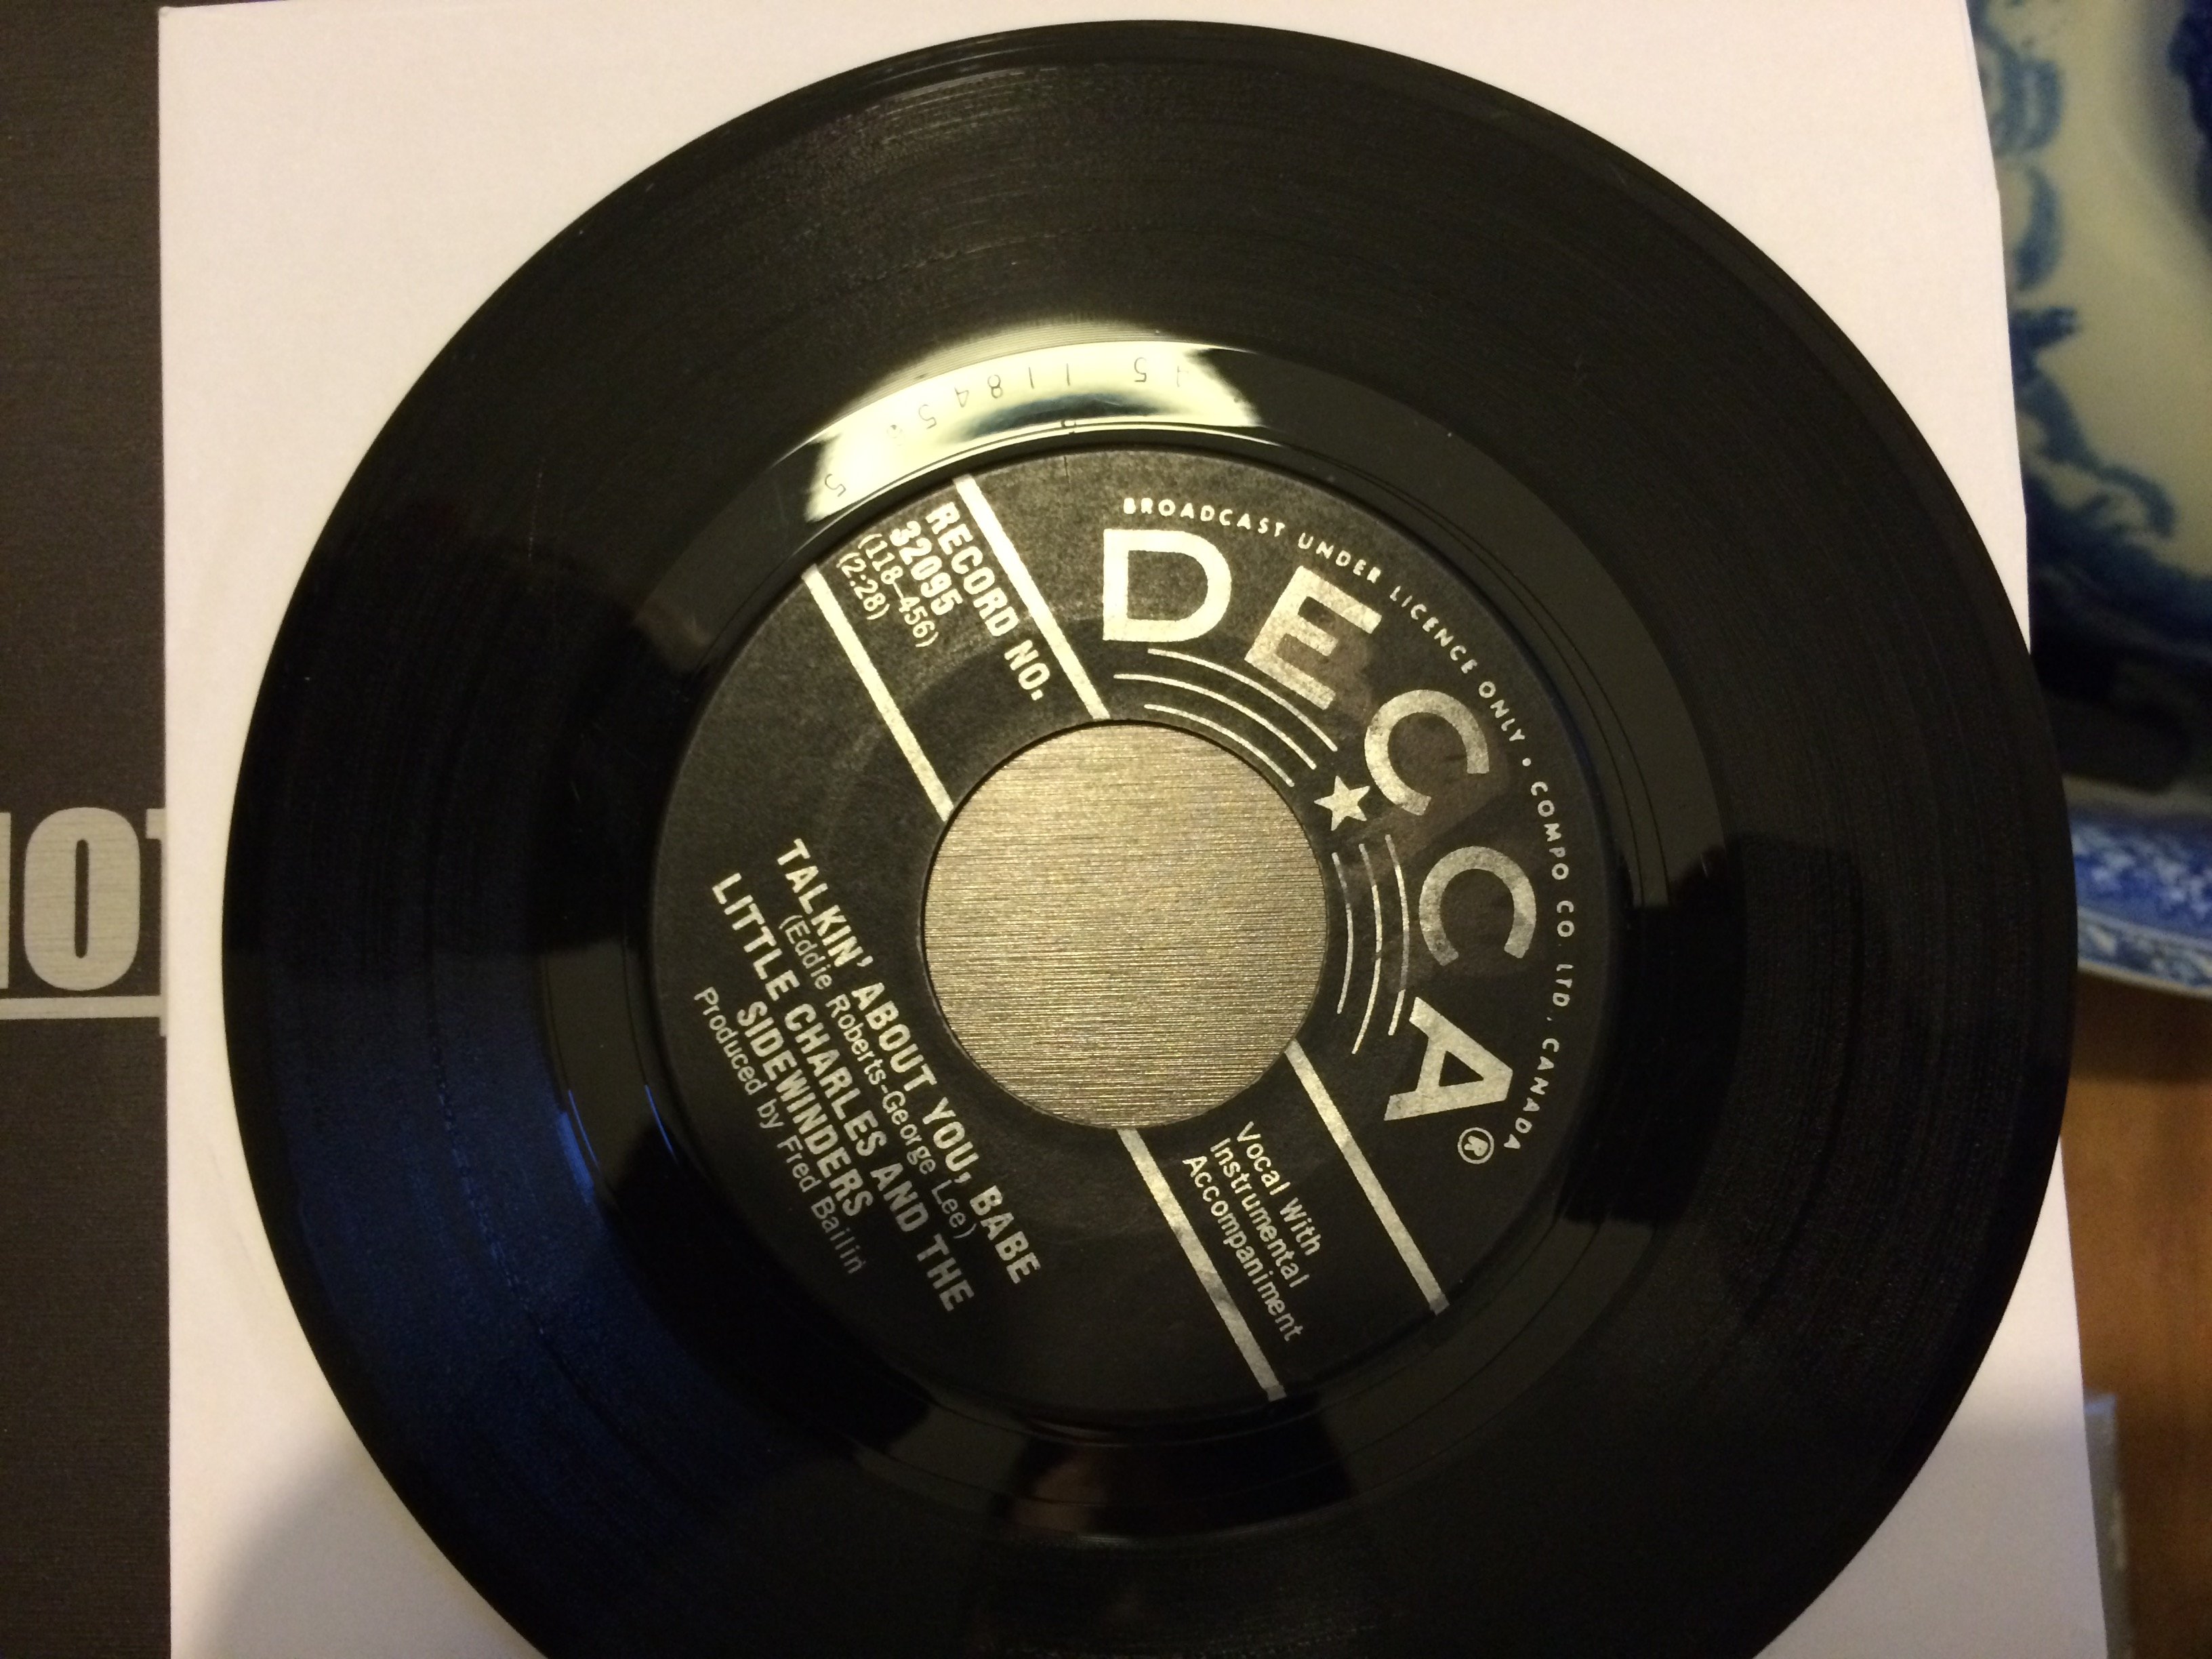 BROADCAST UNDER LICENCE ONLY • COMPO CO. LTD., CANADA
DECCA®
RECORD NO.
32095
(118-456)
(2:28)
Vocal With
Instrumental
Accompaniment
TALKIN' ABOUT YOU, BABE
(Eddie Roberts-George Lee)
LITTLE CHARLES AND THE
SIDEWINDERS
Produced by Fred Bailin